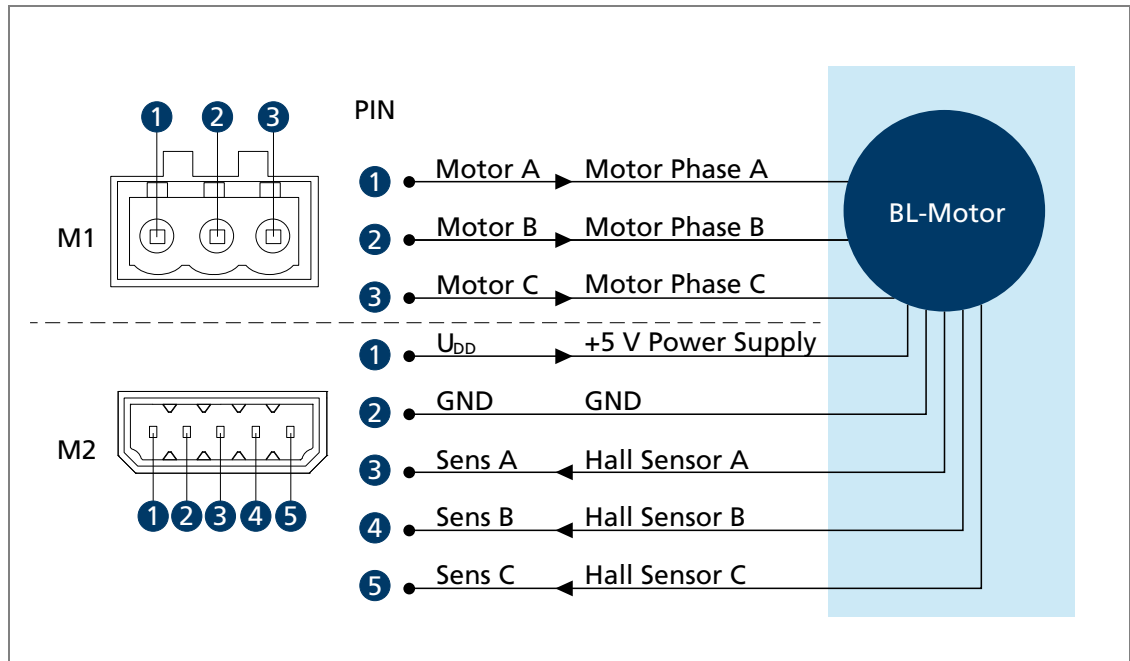 PIN
1 2 3
M1
1 Motor A Motor Phase A
2 Motor B Motor Phase B
3 Motor C Motor Phase C
BL-Motor
M2
1 2 3 4 5
1 UDD +5 V Power Supply
2 GND GND
3 Sens A Hall Sensor A
4 Sens B Hall Sensor B
5 Sens C Hall Sensor C